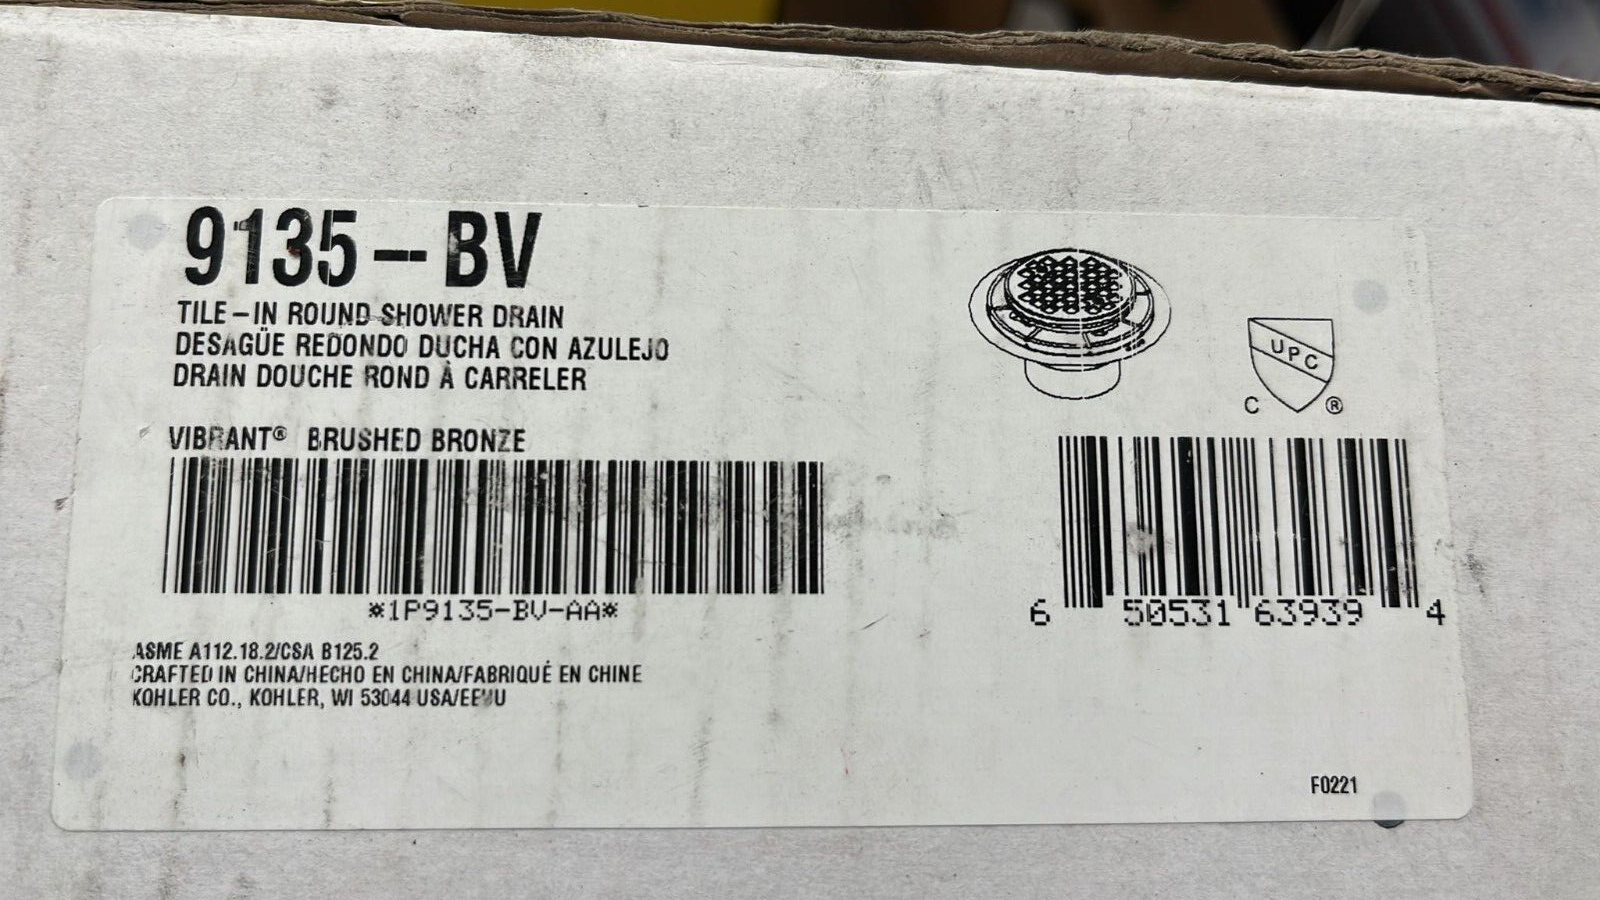 9135-BV
TILE-IN ROUND SHOWER DRAIN
DESAGÜE REDONDO DUCHA CON AZULEJO
DRAIN DOUCHE ROND À CARRELER
VIBRANT® BRUSHED BRONZE
*1P9135-BV-AA*
UPC
C ®
6 50531 63939 4
ASME A112.18.2/CSA B125.2
CRAFTED IN CHINA/HECHO EN CHINA/FABRIQUÉ EN CHINE
KOHLER CO., KOHLER, WI 53044 USA/EEUU
F0221